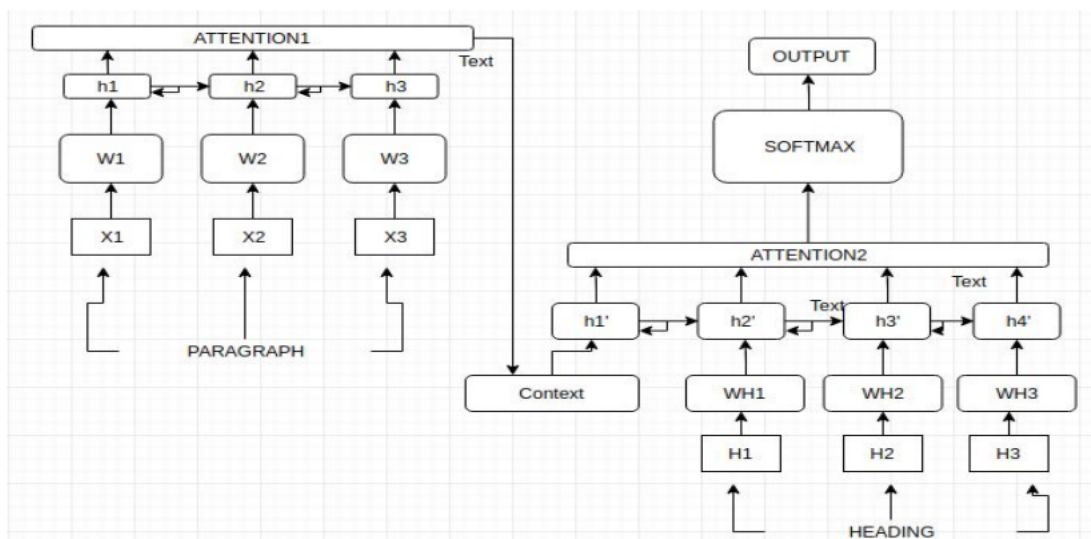 ATTENTION1
Text
h1 h2 h3
W1 W2 W3
X1 X2 X3
PARAGRAPH
OUTPUT
SOFTMAX
ATTENTION2
Text
Text
h1' h2' h3' h4'
Context WH1 WH2 WH3
H1 H2 H3
HEADING